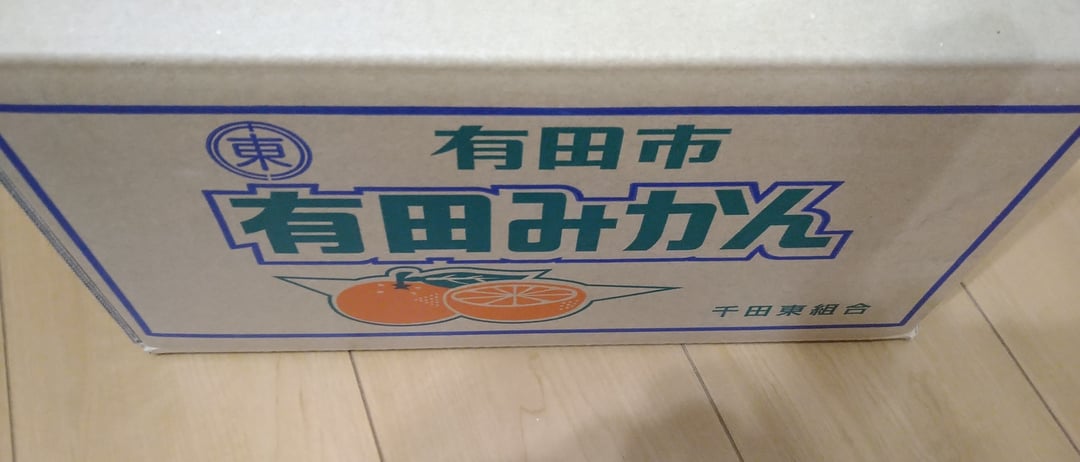 東
有田市
有田みかん
千田東組合